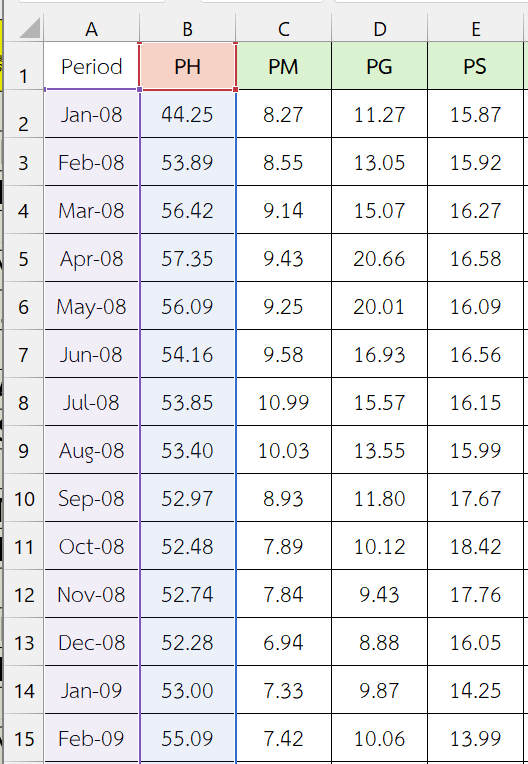 A B C D E
1 Period PH PM PG PS
2 Jan-08 44.25 8.27 11.27 15.87
3 Feb-08 53.89 8.55 13.05 15.92
4 Mar-08 56.42 9.14 15.07 16.27
5 Apr-08 57.35 9.43 20.66 16.58
6 May-08 56.09 9.25 20.01 16.09
7 Jun-08 54.16 9.58 16.93 16.56
8 Jul-08 53.85 10.99 15.57 16.15
9 Aug-08 53.40 10.03 13.55 15.99
10 Sep-08 52.97 8.93 11.80 17.67
11 Oct-08 52.48 7.89 10.12 18.42
12 Nov-08 52.74 7.84 9.43 17.76
13 Dec-08 52.28 6.94 8.88 16.05
14 Jan-09 53.00 7.33 9.87 14.25
15 Feb-09 55.09 7.42 10.06 13.99